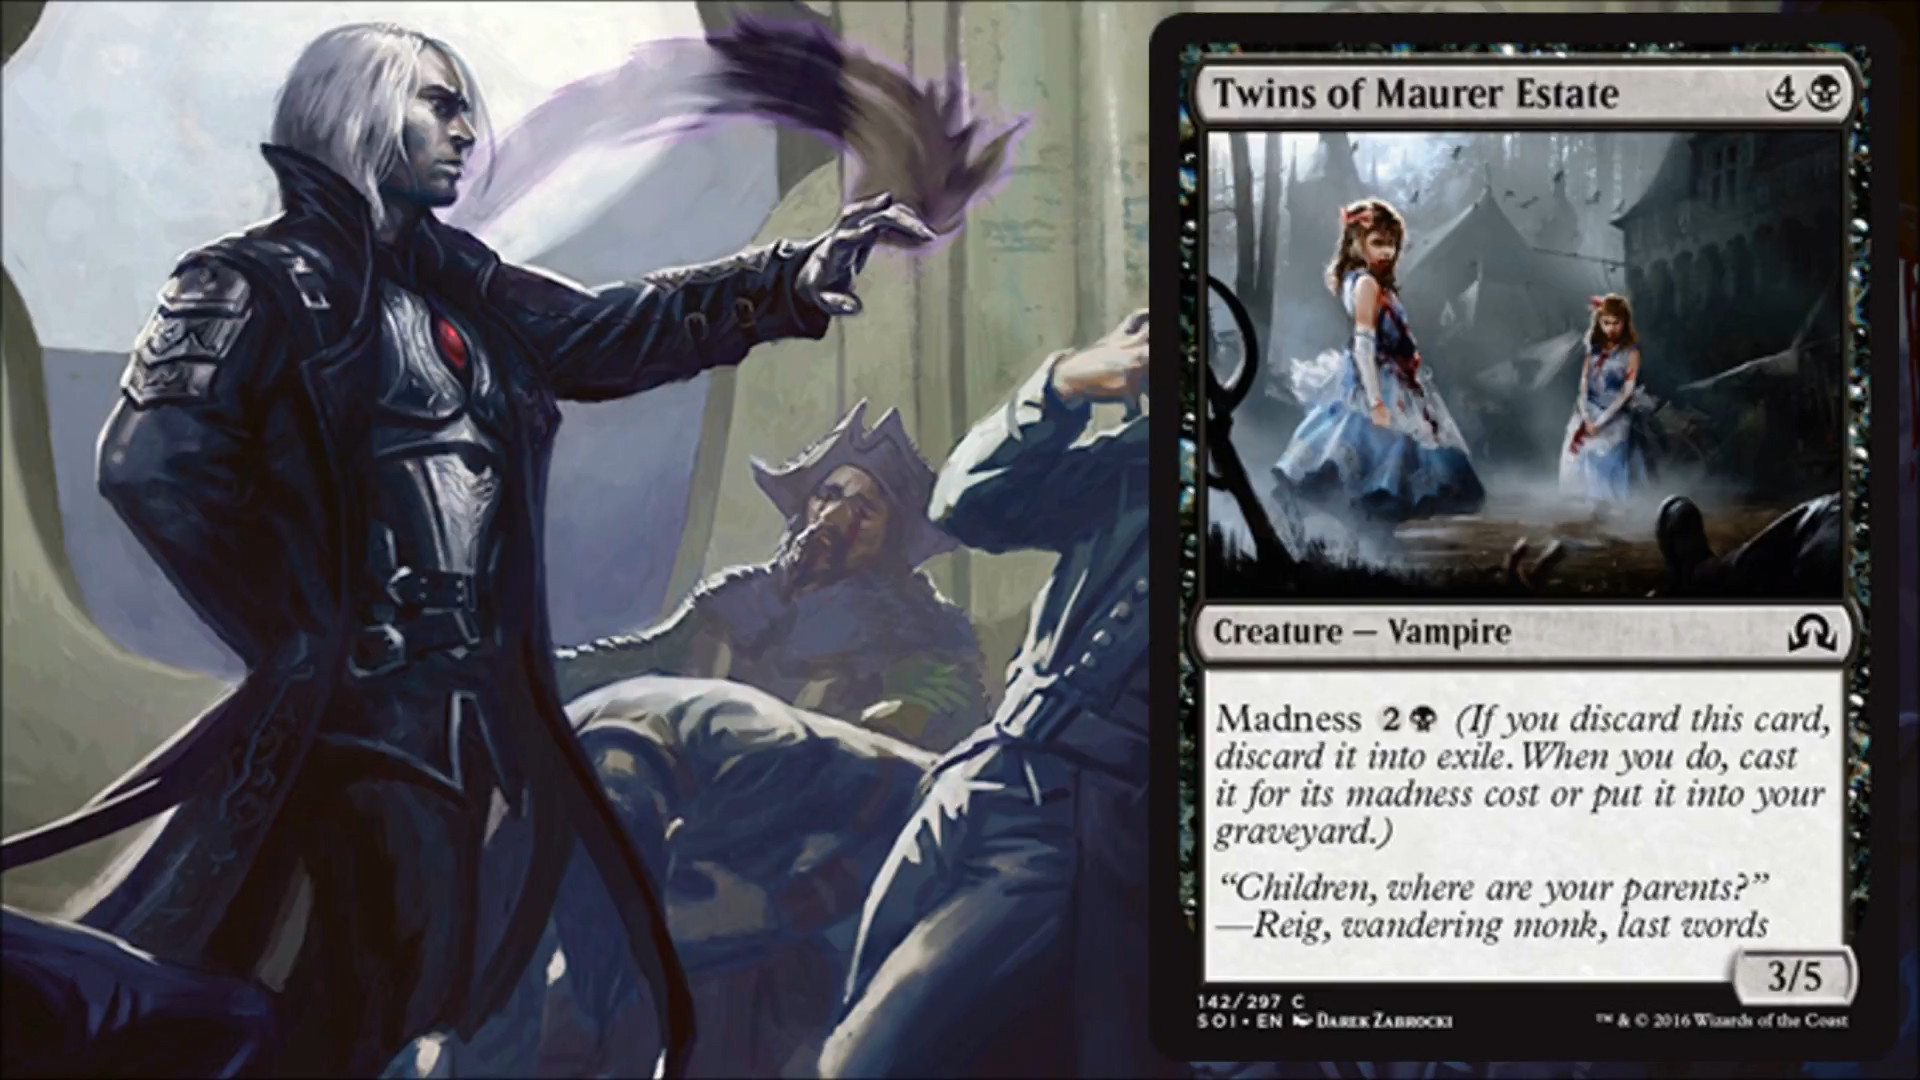 Twins of Maurer Estate 4
Creature — Vampire
Madness 2 (If you discard this card,
discard it into exile. When you do, cast
it for its madness cost or put it into your
graveyard.)
“Children, where are your parents?”
—Reig, wandering monk, last words
3/5
142/297 C
SOI • EN Darek Zabrocki
™ & © 2016 Wizards of the Coast